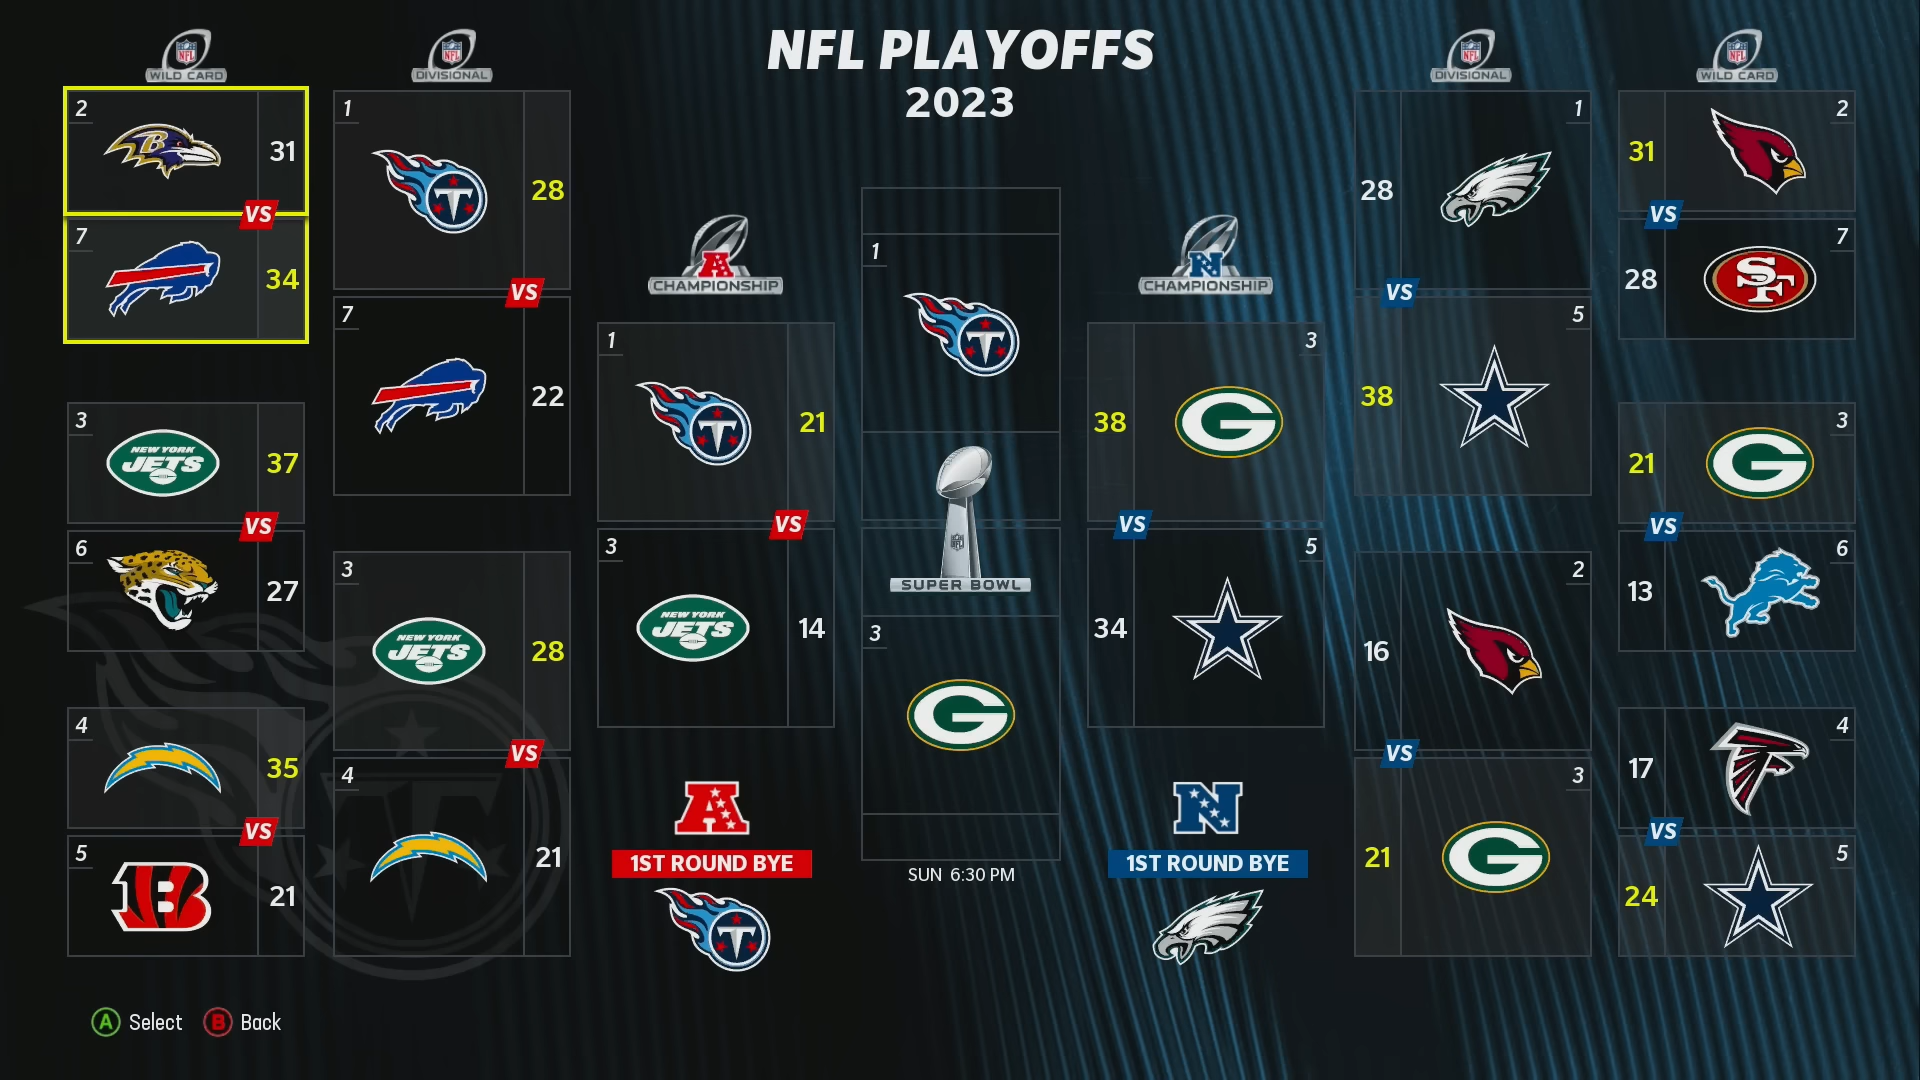 NFL PLAYOFFS
2023
NFL
WILD CARD
2
B
31
VS
7
34
3
NEW YORK
JETS
37
VS
6
27
4
35
VS
5
B
21
NFL
DIVISIONAL
1
T
28
VS
7
22
3
NEW YORK
JETS
28
VS
4
21
A
CHAMPIONSHIP
1
T
21
VS
3
NEW YORK
JETS
14
A
1ST ROUND BYE
T
1
T
NFL
SUPER BOWL
3
G
SUN 6:30 PM
N
CHAMPIONSHIP
38
G
3
VS
34
5
N
1ST ROUND BYE
NFL
DIVISIONAL
28
1
VS
38
5
16
2
VS
21
G
3
NFL
WILD CARD
31
2
VS
28
SF
7
21
G
3
VS
13
6
17
4
VS
24
5
A Select B Back